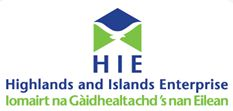 HIE
Highlands and Islands Enterprise
Iomairt na Gàidhealtachd 's nan Eilean